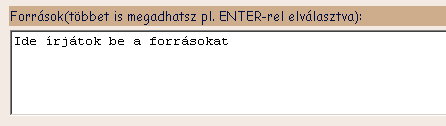 Források(többet is megadhatsz pl. ENTER-rel elválasztva):
Ide írjátok be a forrásokat